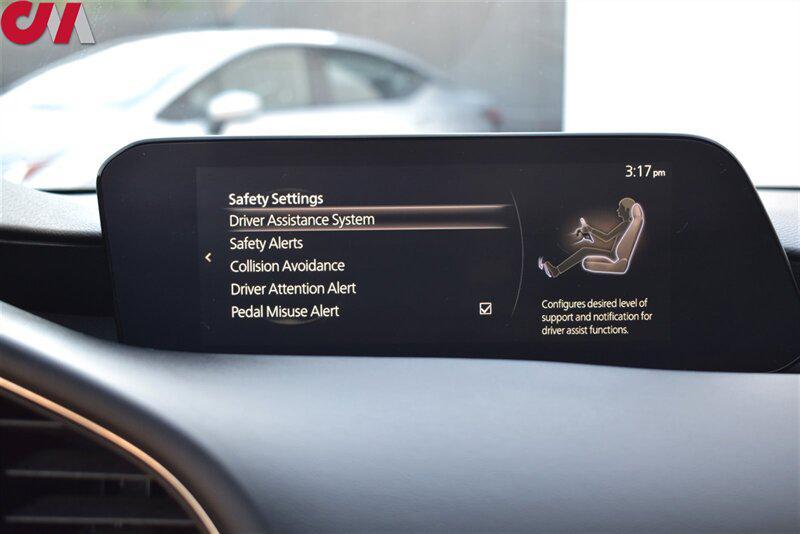 CM
3:17 pm
Safety Settings
Driver Assistance System
Safety Alerts
Collision Avoidance
Driver Attention Alert
Pedal Misuse Alert
Configures desired level of
support and notification for
driver assist functions.